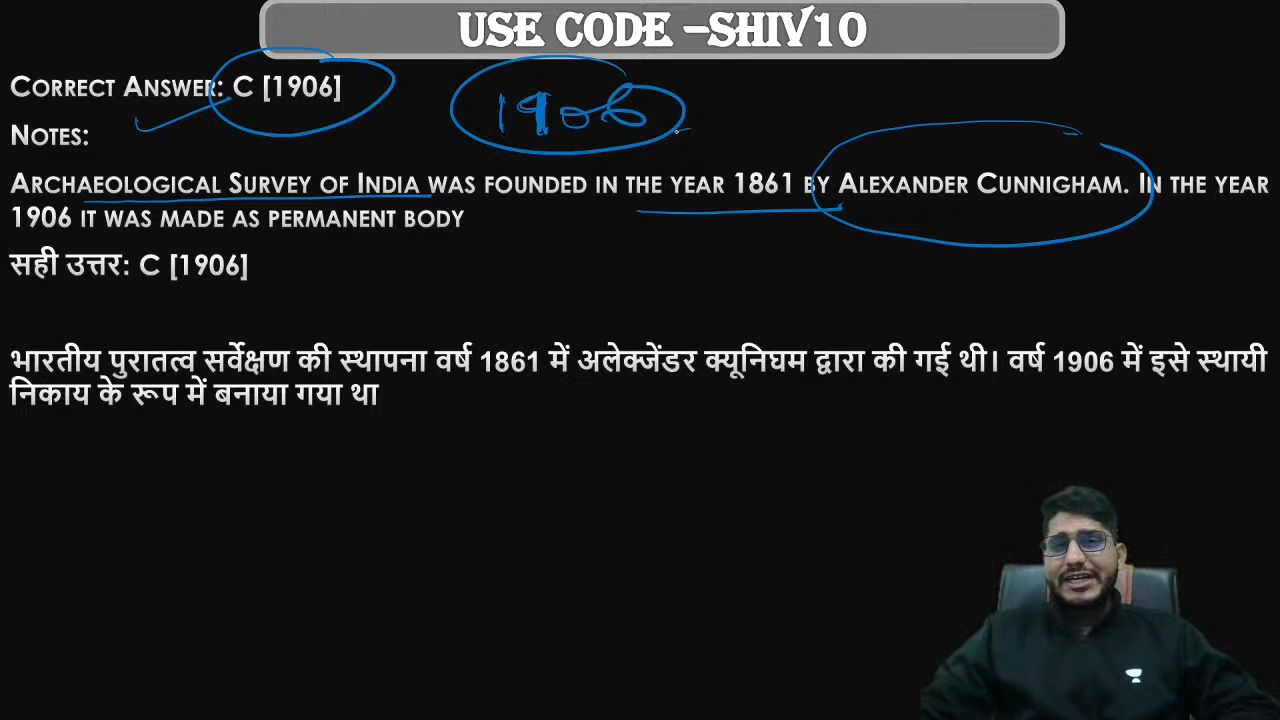 USE CODE –SHIV10
CORRECT ANSWER: C [1906]
1906
NOTES:
ARCHAEOLOGICAL SURVEY OF INDIA WAS FOUNDED IN THE YEAR 1861 BY ALEXANDER CUNNIGHAM. IN THE YEAR
1906 IT WAS MADE AS PERMANENT BODY
सही उत्तर: C [1906]
भारतीय पुरातत्व सर्वेक्षण की स्थापना वर्ष 1861 में अलेक्जेंडर क्यूनिघम द्वारा की गई थी। वर्ष 1906 में इसे स्थायी
निकाय के रूप में बनाया गया था